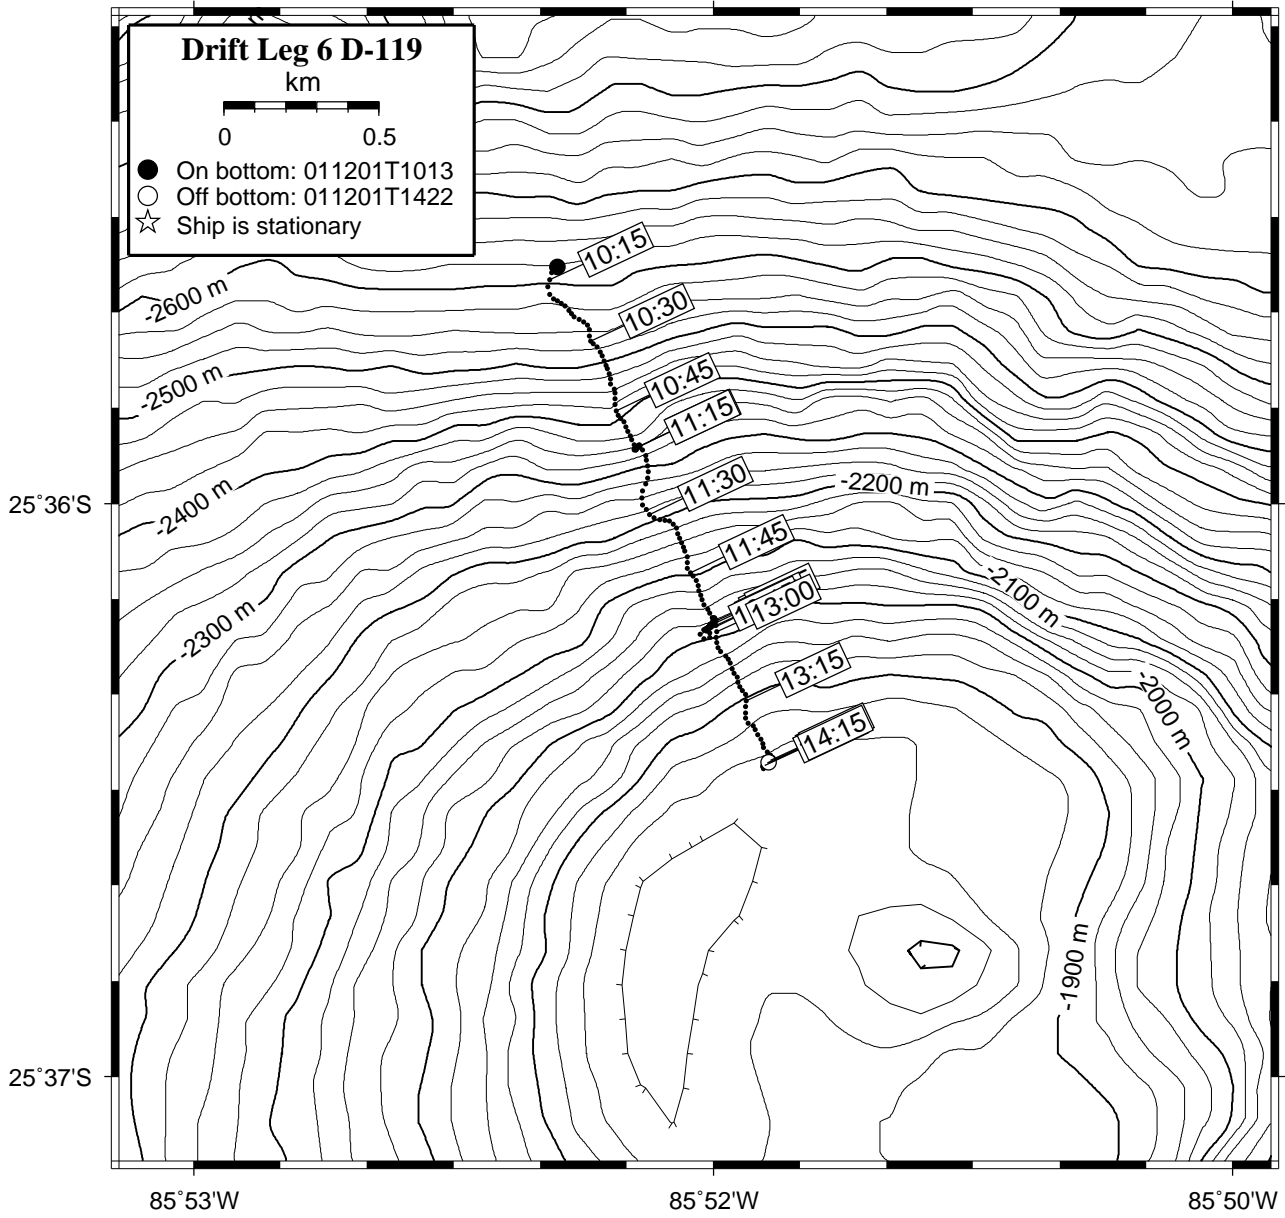 Drift Leg 6 D-119
km
0 0.5
On bottom: 011201T1013
Off bottom: 011201T1422
Ship is stationary
10:15
-2600 m
10:30
-2500 m
10:45
11:15
-2400 m
11:30
-2200 m
25°36'S
11:45
-2100 m
13:00
-2300 m
13:15
-2000 m
14:15
-1900 m
25°37'S
85°53'W 85°52'W 85°50'W